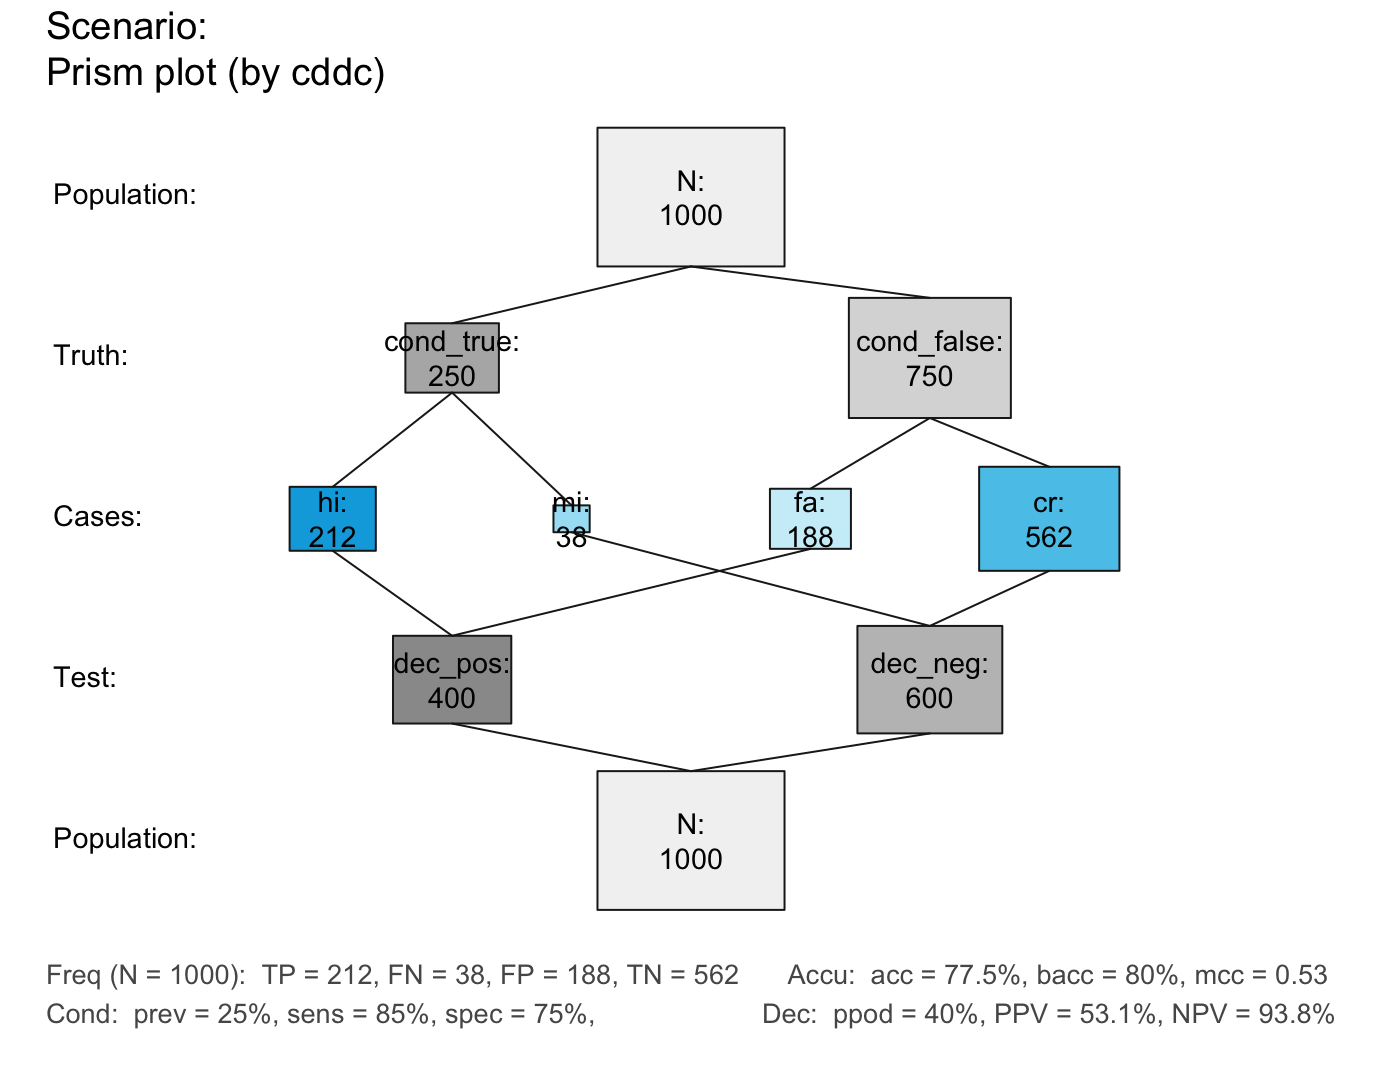 Scenario:
Prism plot (by cddc)
Population:
N:
1000
Truth:
cond_true:
250
cond_false:
750
Cases:
hi:
212
mi:
38
fa:
188
cr:
562
Test:
dec_pos:
400
dec_neg:
600
Population:
N:
1000
Freq (N = 1000):  TP = 212, FN = 38, FP = 188, TN = 562
Accu:  acc = 77.5%, bacc = 80%, mcc = 0.53
Cond:  prev = 25%, sens = 85%, spec = 75%,
Dec:  ppod = 40%, PPV = 53.1%, NPV = 93.8%